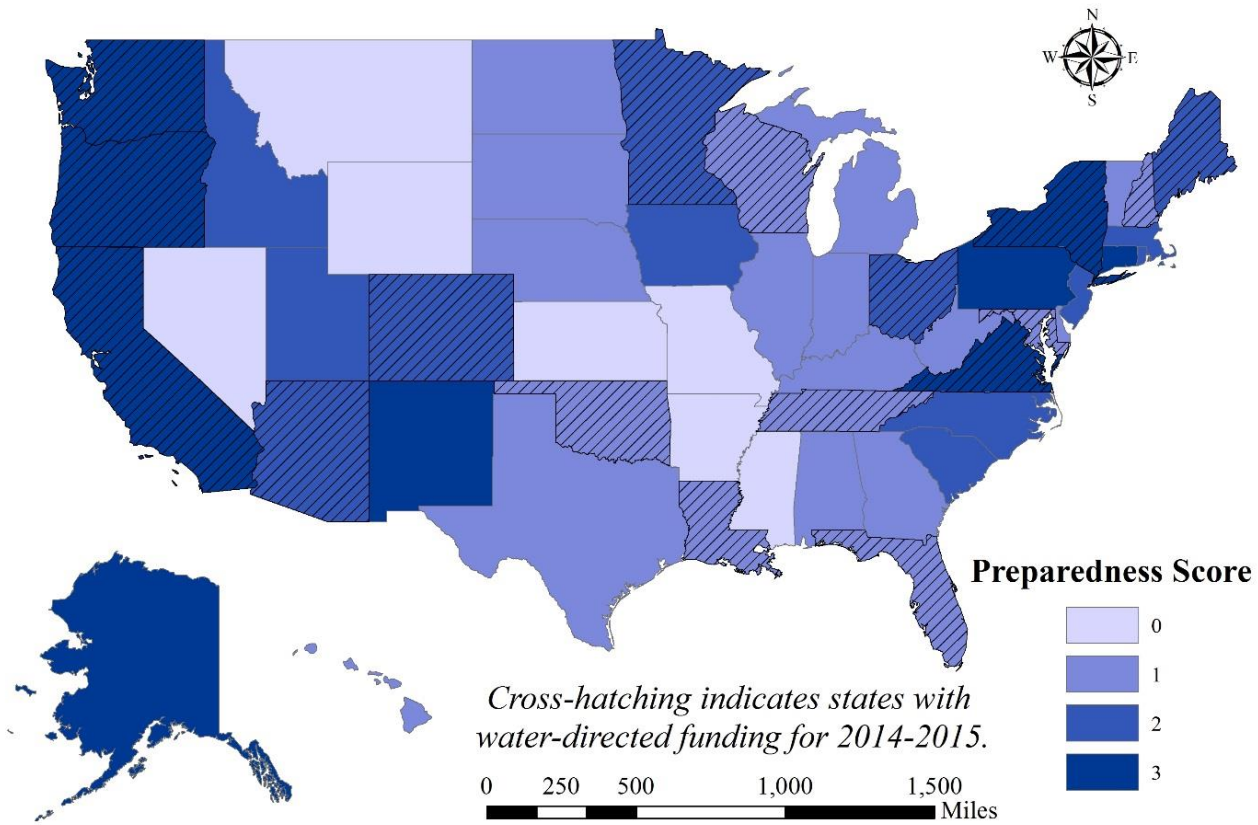 N
W E
S
Preparedness Score
0
1
2
3
Cross-hatching indicates states with
water-directed funding for 2014-2015.
0 250 500 1,000 1,500
Miles